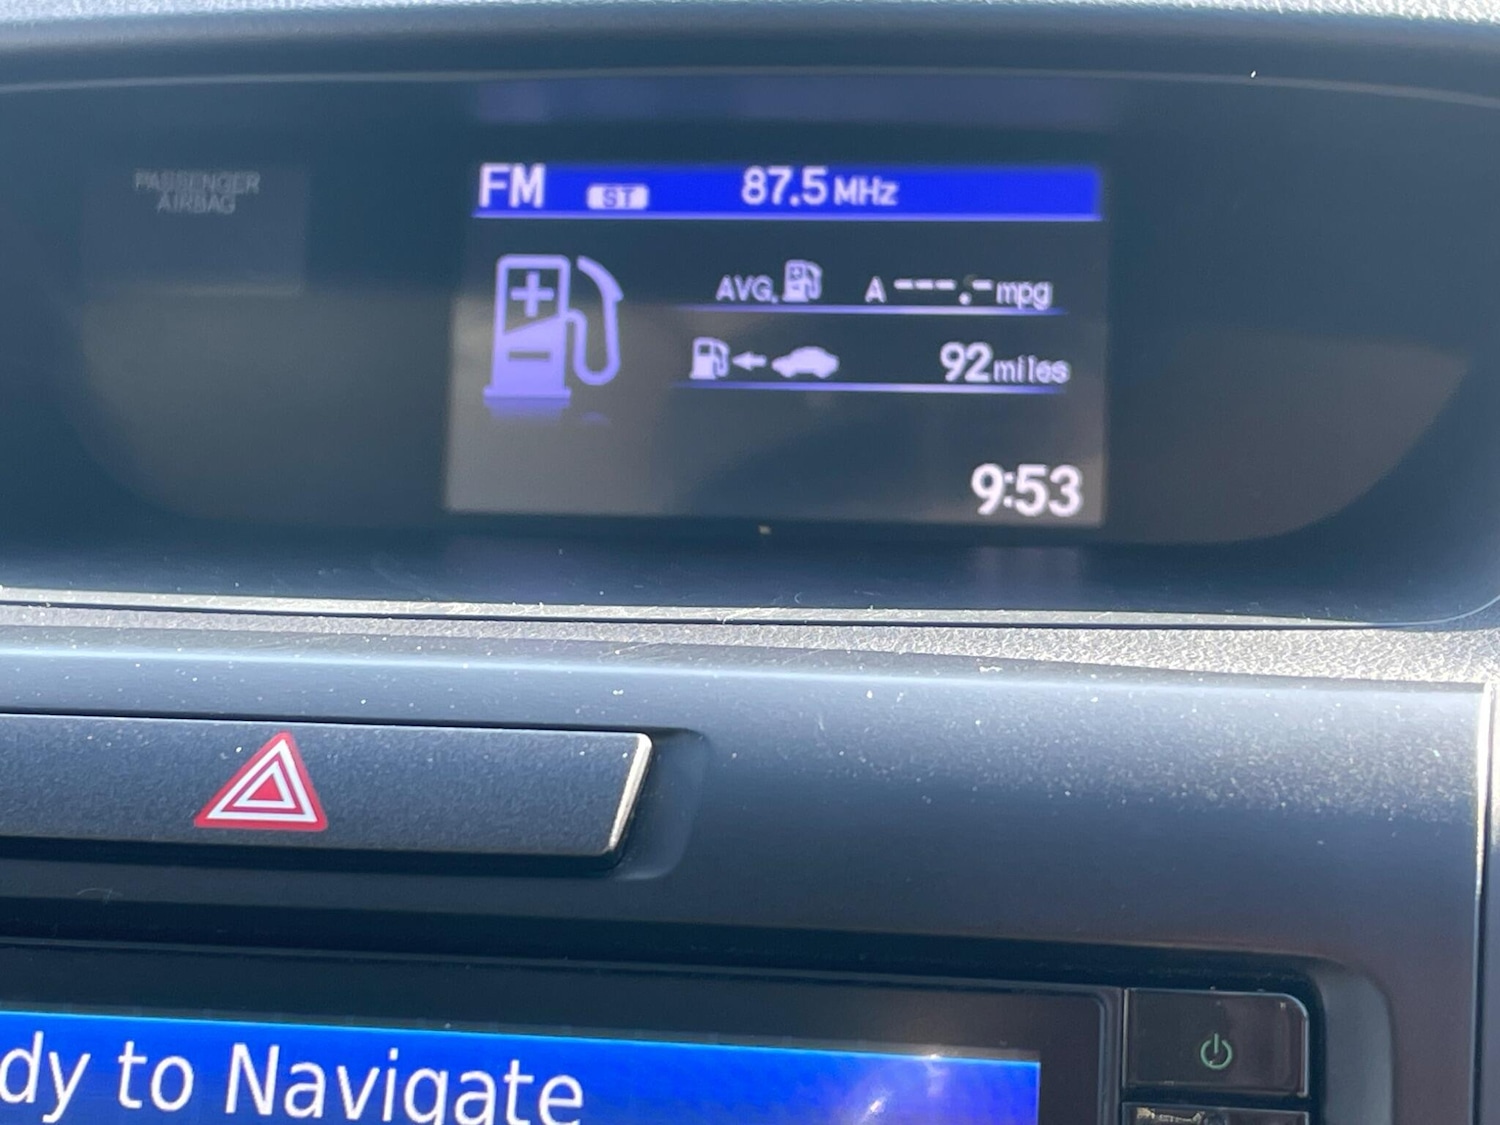 PASSENGER
AIRBAG
FM ST 87.5 MHz
AVG. A ---.- mpg
92 miles
9:53
dy to Navigate